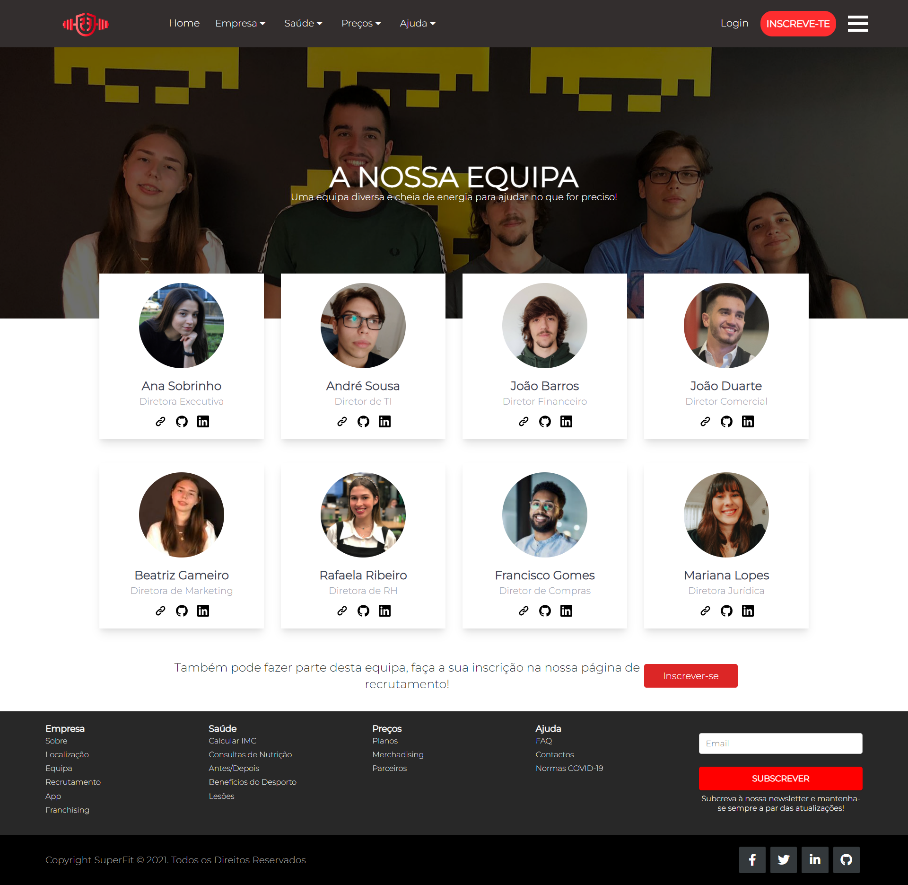 Home Empresa Saúde Preços Ajuda Login INSCREVE-TE
A NOSSA EQUIPA
Uma equipa diversa e cheia de energia para ajudar no que for preciso!
Ana Sobrinho
Diretora Executiva
André Sousa
Diretor de TI
João Barros
Diretor Financeiro
João Duarte
Diretor Comercial
Beatriz Gameiro
Diretora de Marketing
Rafaela Ribeiro
Diretora de RH
Francisco Gomes
Diretor de Compras
Mariana Lopes
Diretora Jurídica
Também pode fazer parte desta equipa, faça a sua inscrição na nossa página de
recrutamento!
Inscrever-se
Empresa
Sobre
Localização
Equipa
Recrutamento
App
Franchising
Saúde
Calcular IMC
Consultas de Nutrição
Antes/Depois
Benefícios do Desporto
Lesões
Preços
Planos
Merchadising
Parceiros
Ajuda
FAQ
Contactos
Normas COVID-19
Email
SUBSCREVER
Subcreva à nossa newsletter e mantenha-
se sempre a par das atualizações!
Copyright SuperFit © 2021. Todos os Direitos Reservados